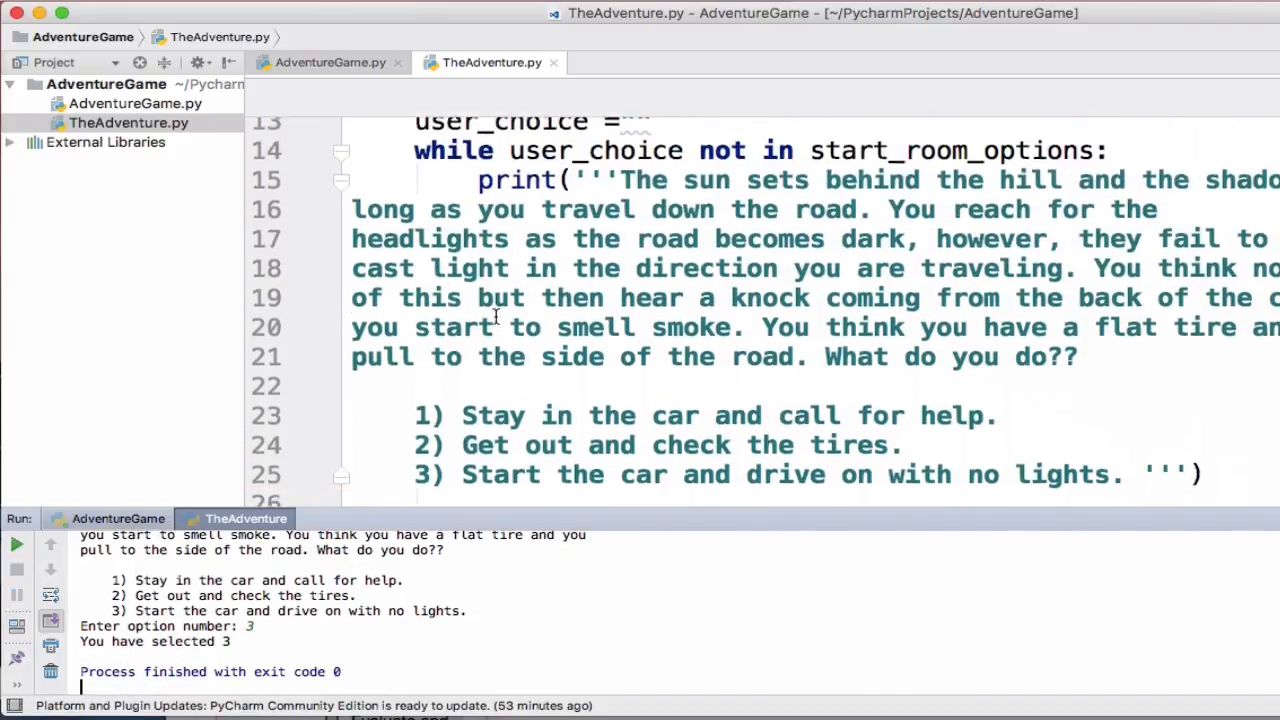 TheAdventure.py - AdventureGame - [~/PycharmProjects/AdventureGame]
AdventureGame TheAdventure.py
Project AdventureGame.py TheAdventure.py
AdventureGame ~/Pycharm
AdventureGame.py
TheAdventure.py
External Libraries
13 user_choice =""
14 while user_choice not in start_room_options:
15 print('''The sun sets behind the hill and the shado
16 long as you travel down the road. You reach for the
17 headlights as the road becomes dark, however, they fail to
18 cast light in the direction you are traveling. You think no
19 of this but then hear a knock coming from the back of the c
20 you start to smell smoke. You think you have a flat tire an
21 pull to the side of the road. What do you do??
22
23 1) Stay in the car and call for help.
24 2) Get out and check the tires.
25 3) Start the car and drive on with no lights. ''')
26
Run: AdventureGame TheAdventure
you start to smell smoke. You think you have a flat tire and you
pull to the side of the road. What do you do??
1) Stay in the car and call for help.
2) Get out and check the tires.
3) Start the car and drive on with no lights.
Enter option number: 3
You have selected 3
Process finished with exit code 0
Platform and Plugin Updates: PyCharm Community Edition is ready to update. (53 minutes ago)